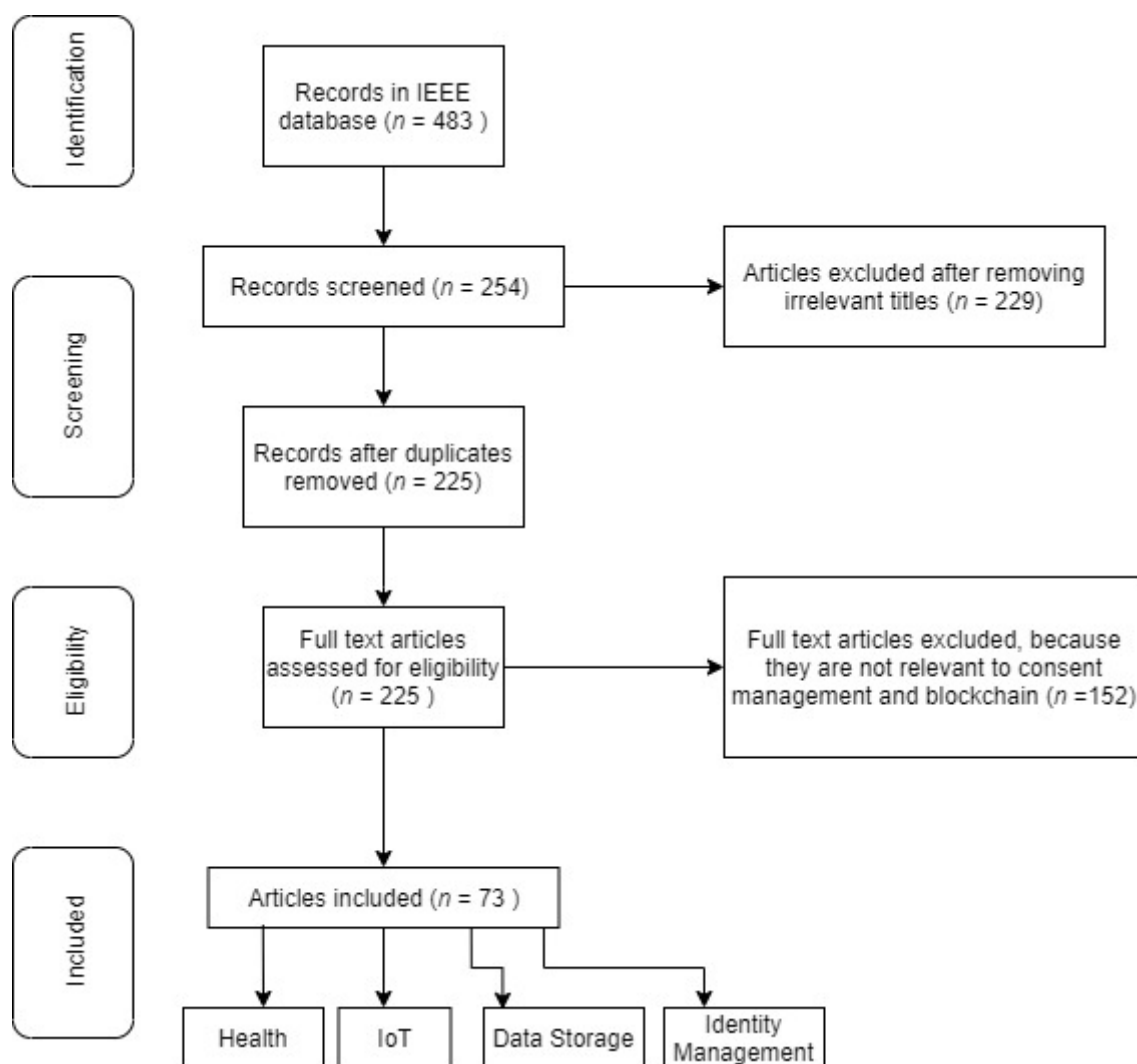 Identification
Records in IEEE
database (n = 483 )
Records screened (n = 254)
Articles excluded after removing
irrelevant titles (n = 229)
Screening
Records after duplicates
removed (n = 225)
Eligibility
Full text articles
assessed for eligibility
(n = 225 )
Full text articles excluded, because
they are not relevant to consent
management and blockchain (n =152)
Included
Articles included (n = 73 )
Health
IoT
Data Storage
Identity
Management